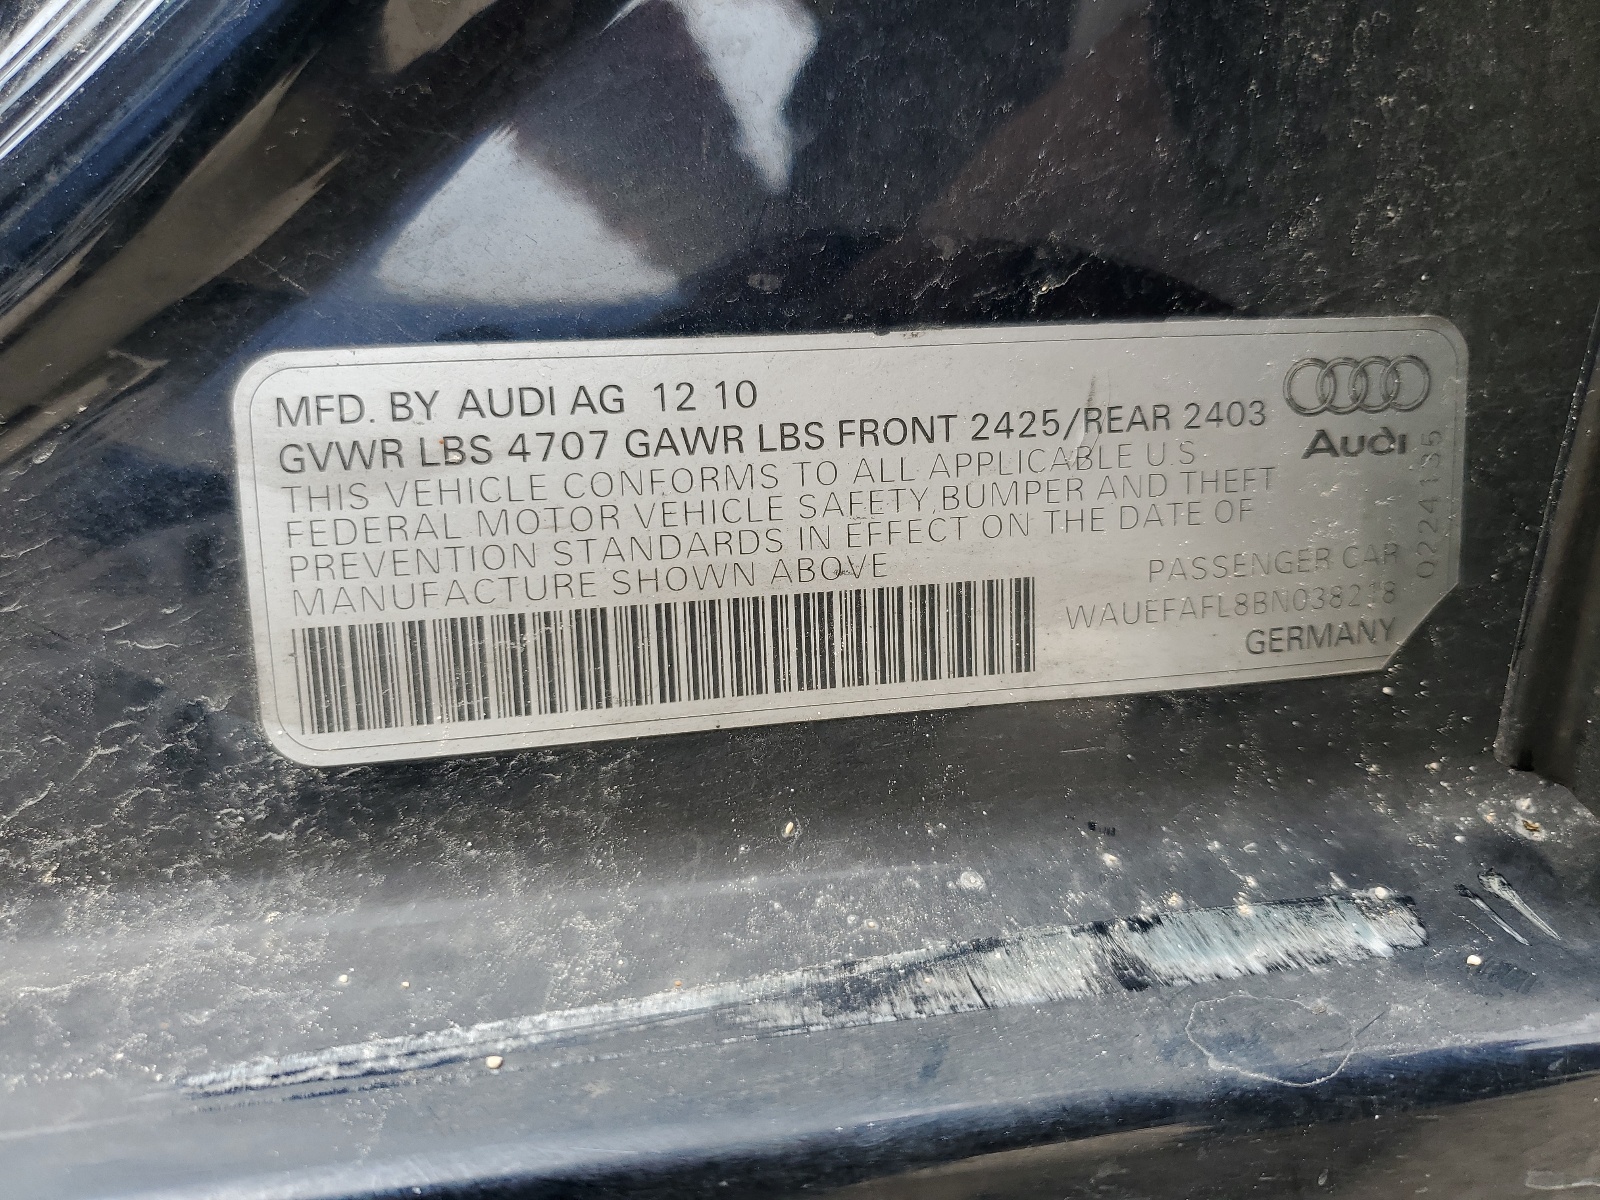 MFD. BY AUDI AG 12 10
GVWR LBS 4707 GAWR LBS FRONT 2425/REAR 2403
THIS VEHICLE CONFORMS TO ALL APPLICABLE U.S.
FEDERAL MOTOR VEHICLE SAFETY, BUMPER AND THEFT
PREVENTION STANDARDS IN EFFECT ON THE DATE OF
MANUFACTURE SHOWN ABOVE
PASSENGER CAR
WAUEFAFL8BN038218
GERMANY
Audi
0224135